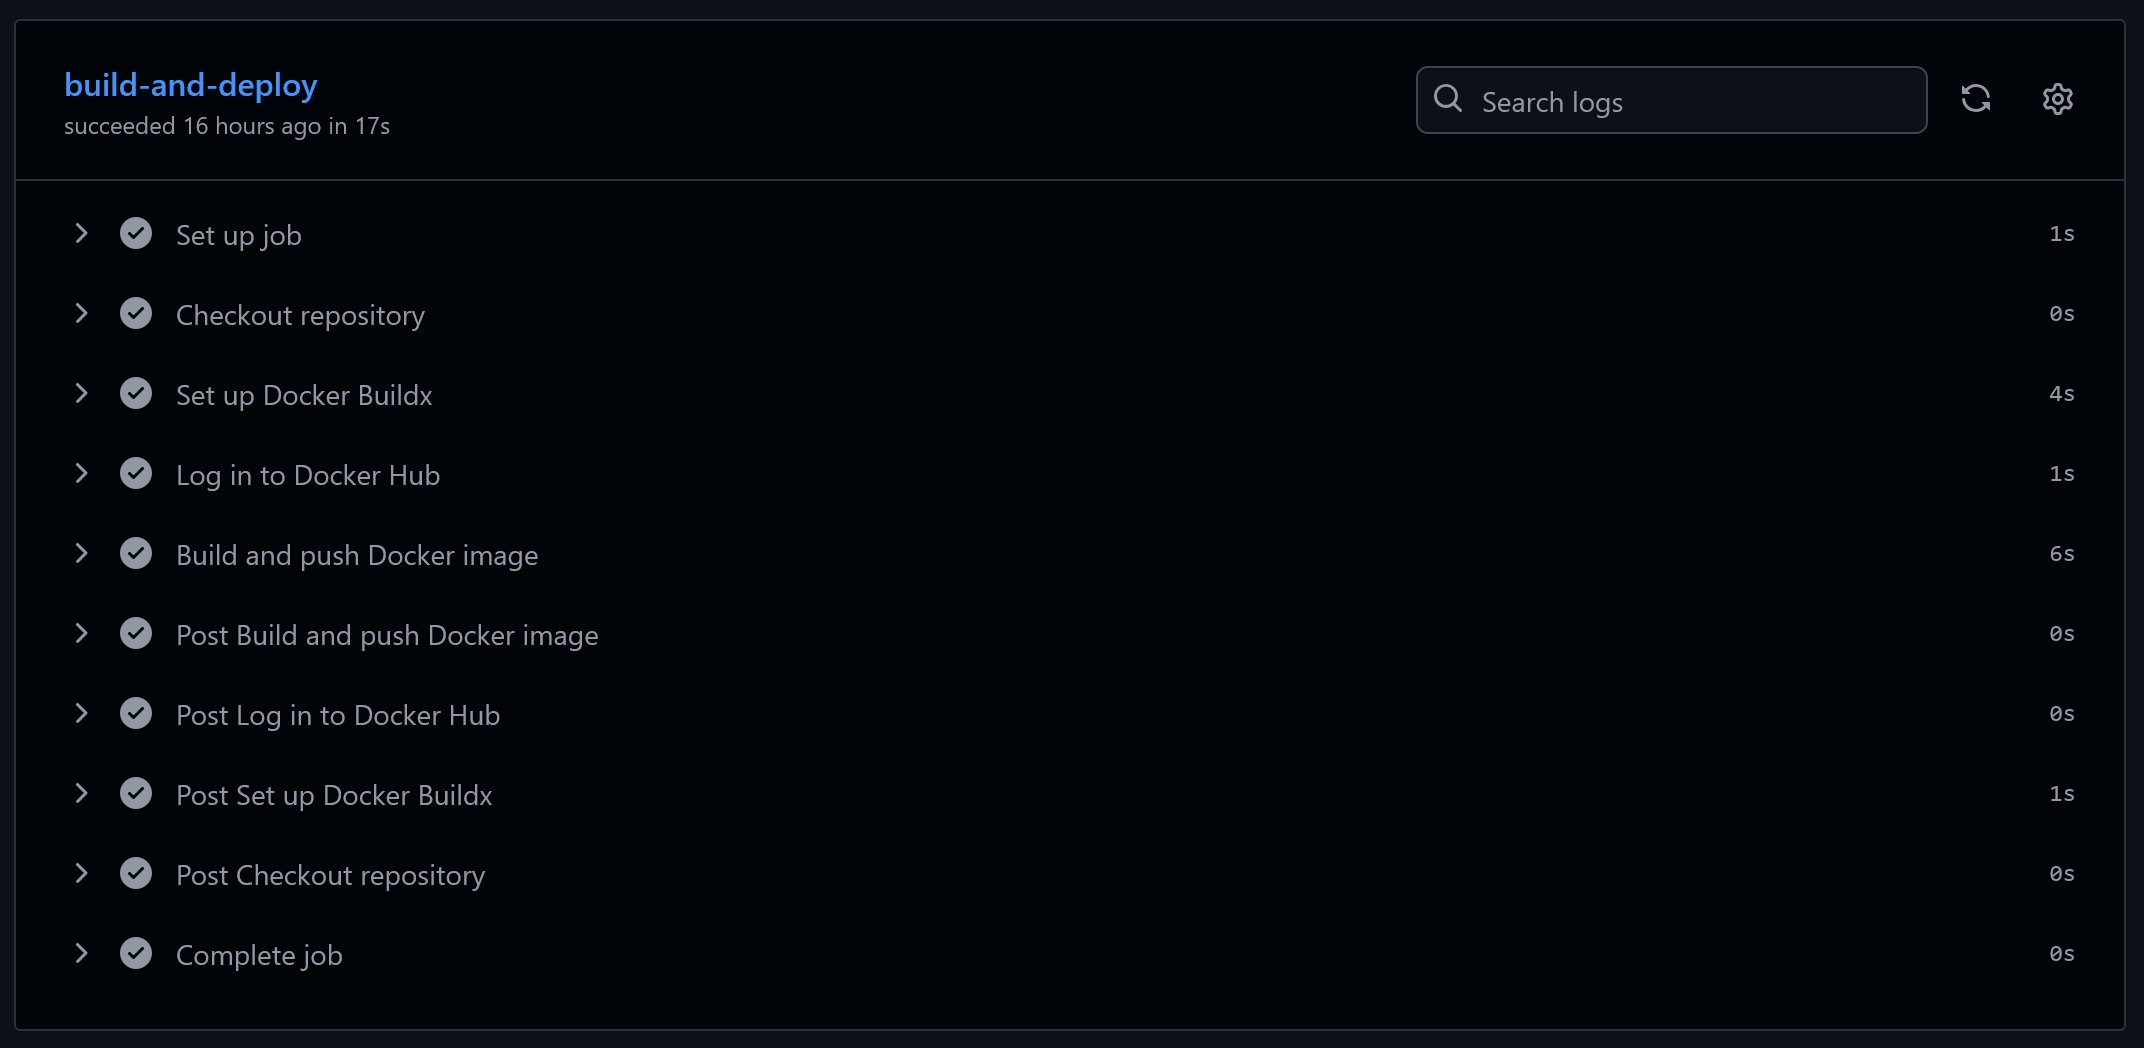 build-and-deploy
succeeded 16 hours ago in 17s
Search logs
Set up job 1s
Checkout repository 0s
Set up Docker Buildx 4s
Log in to Docker Hub 1s
Build and push Docker image 6s
Post Build and push Docker image 0s
Post Log in to Docker Hub 0s
Post Set up Docker Buildx 1s
Post Checkout repository 0s
Complete job 0s